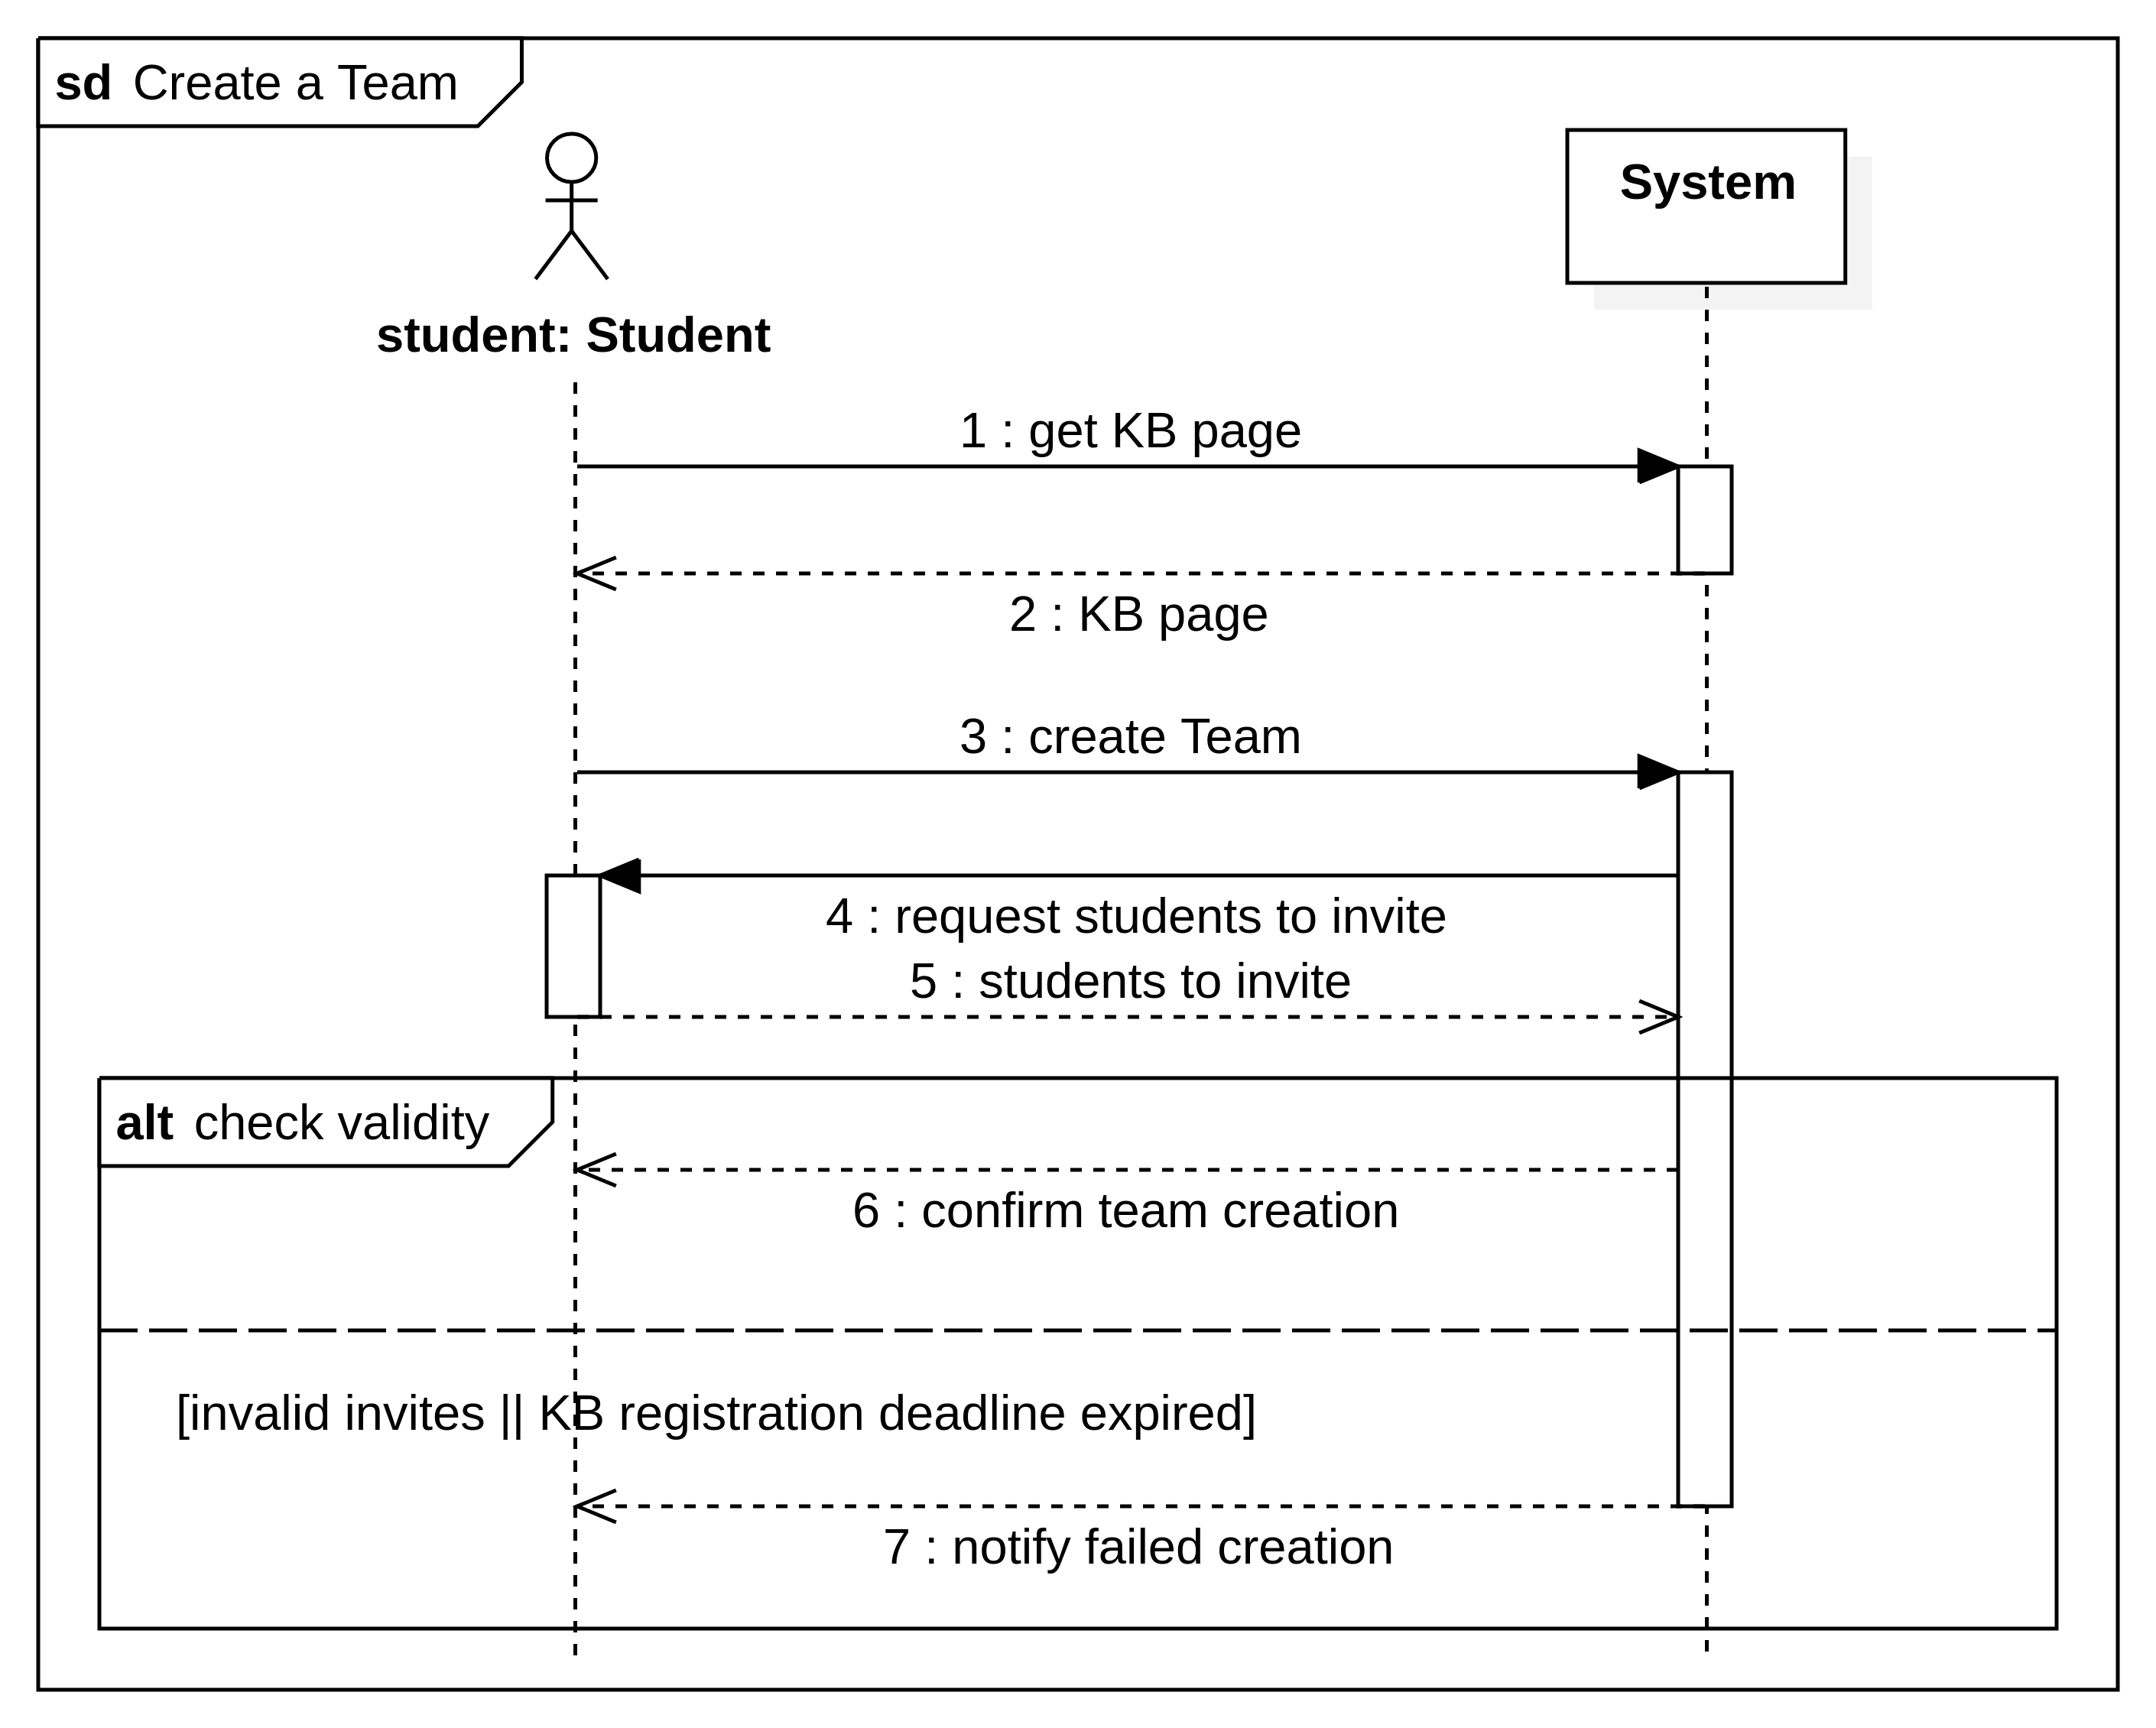 sd Create a Team
System
student: Student
1 : get KB page
2 : KB page
3 : create Team
4 : request students to invite
5 : students to invite
alt check validity
6 : confirm team creation
[invalid invites || KB registration deadline expired]
7 : notify failed creation